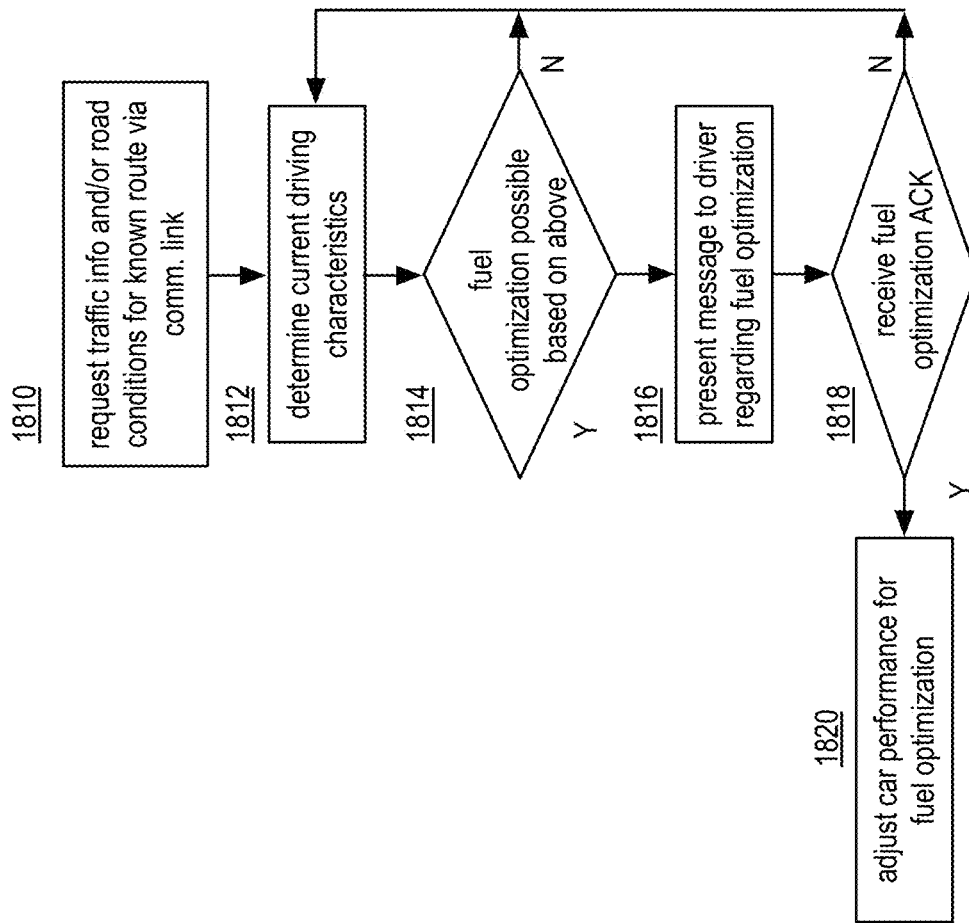 1810
request traffic info and/or road
conditions for known route via
comm. link
1812
determine current driving
characteristics
1814
fuel
optimization possible
based on above
N
Y
1816
present message to driver
regarding fuel optimization
1818
receive fuel
optimization ACK
N
Y
1820
adjust car performance for
fuel optimization